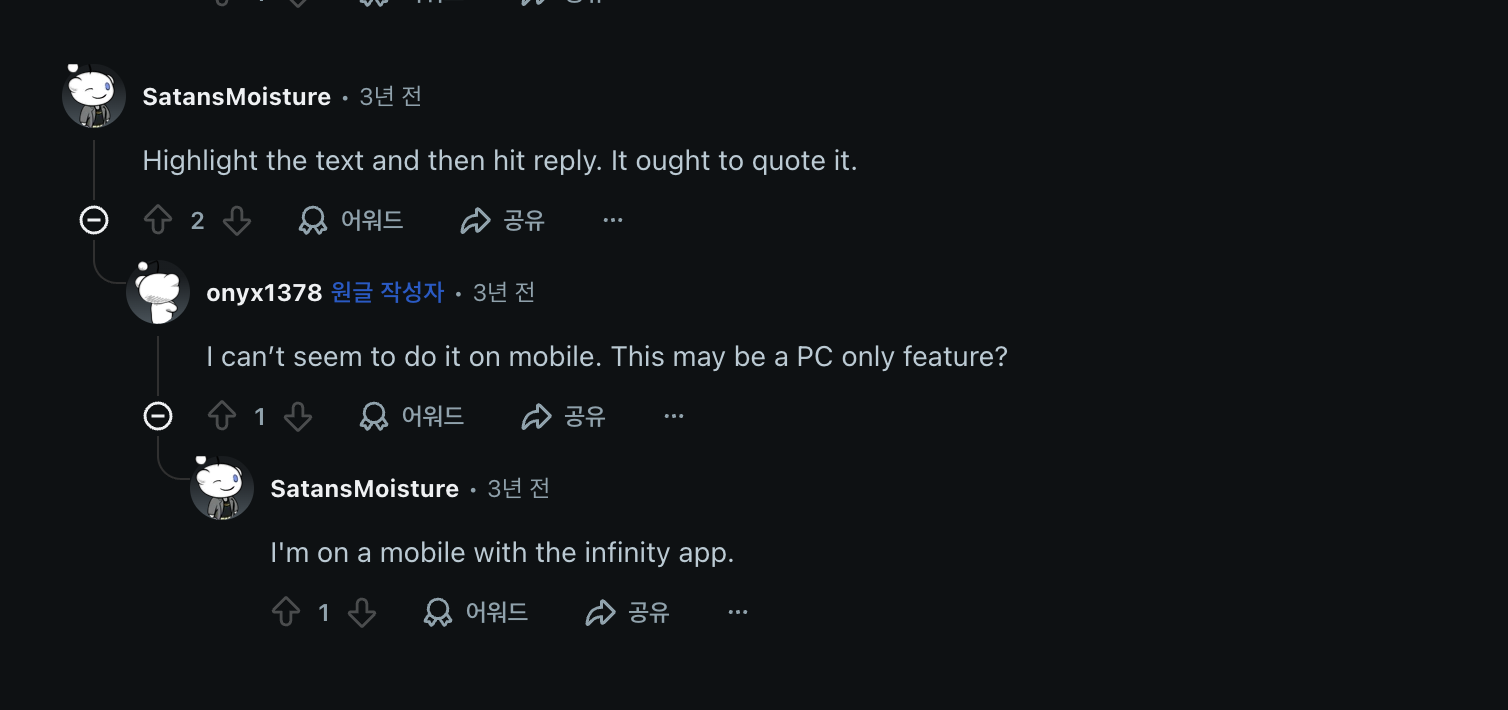 SatansMoisture • 3년 전
Highlight the text and then hit reply. It ought to quote it.
2 어워드 공유 ...
onyx1378 원글 작성자 • 3년 전
I can’t seem to do it on mobile. This may be a PC only feature?
1 어워드 공유 ...
SatansMoisture • 3년 전
I'm on a mobile with the infinity app.
1 어워드 공유 ...